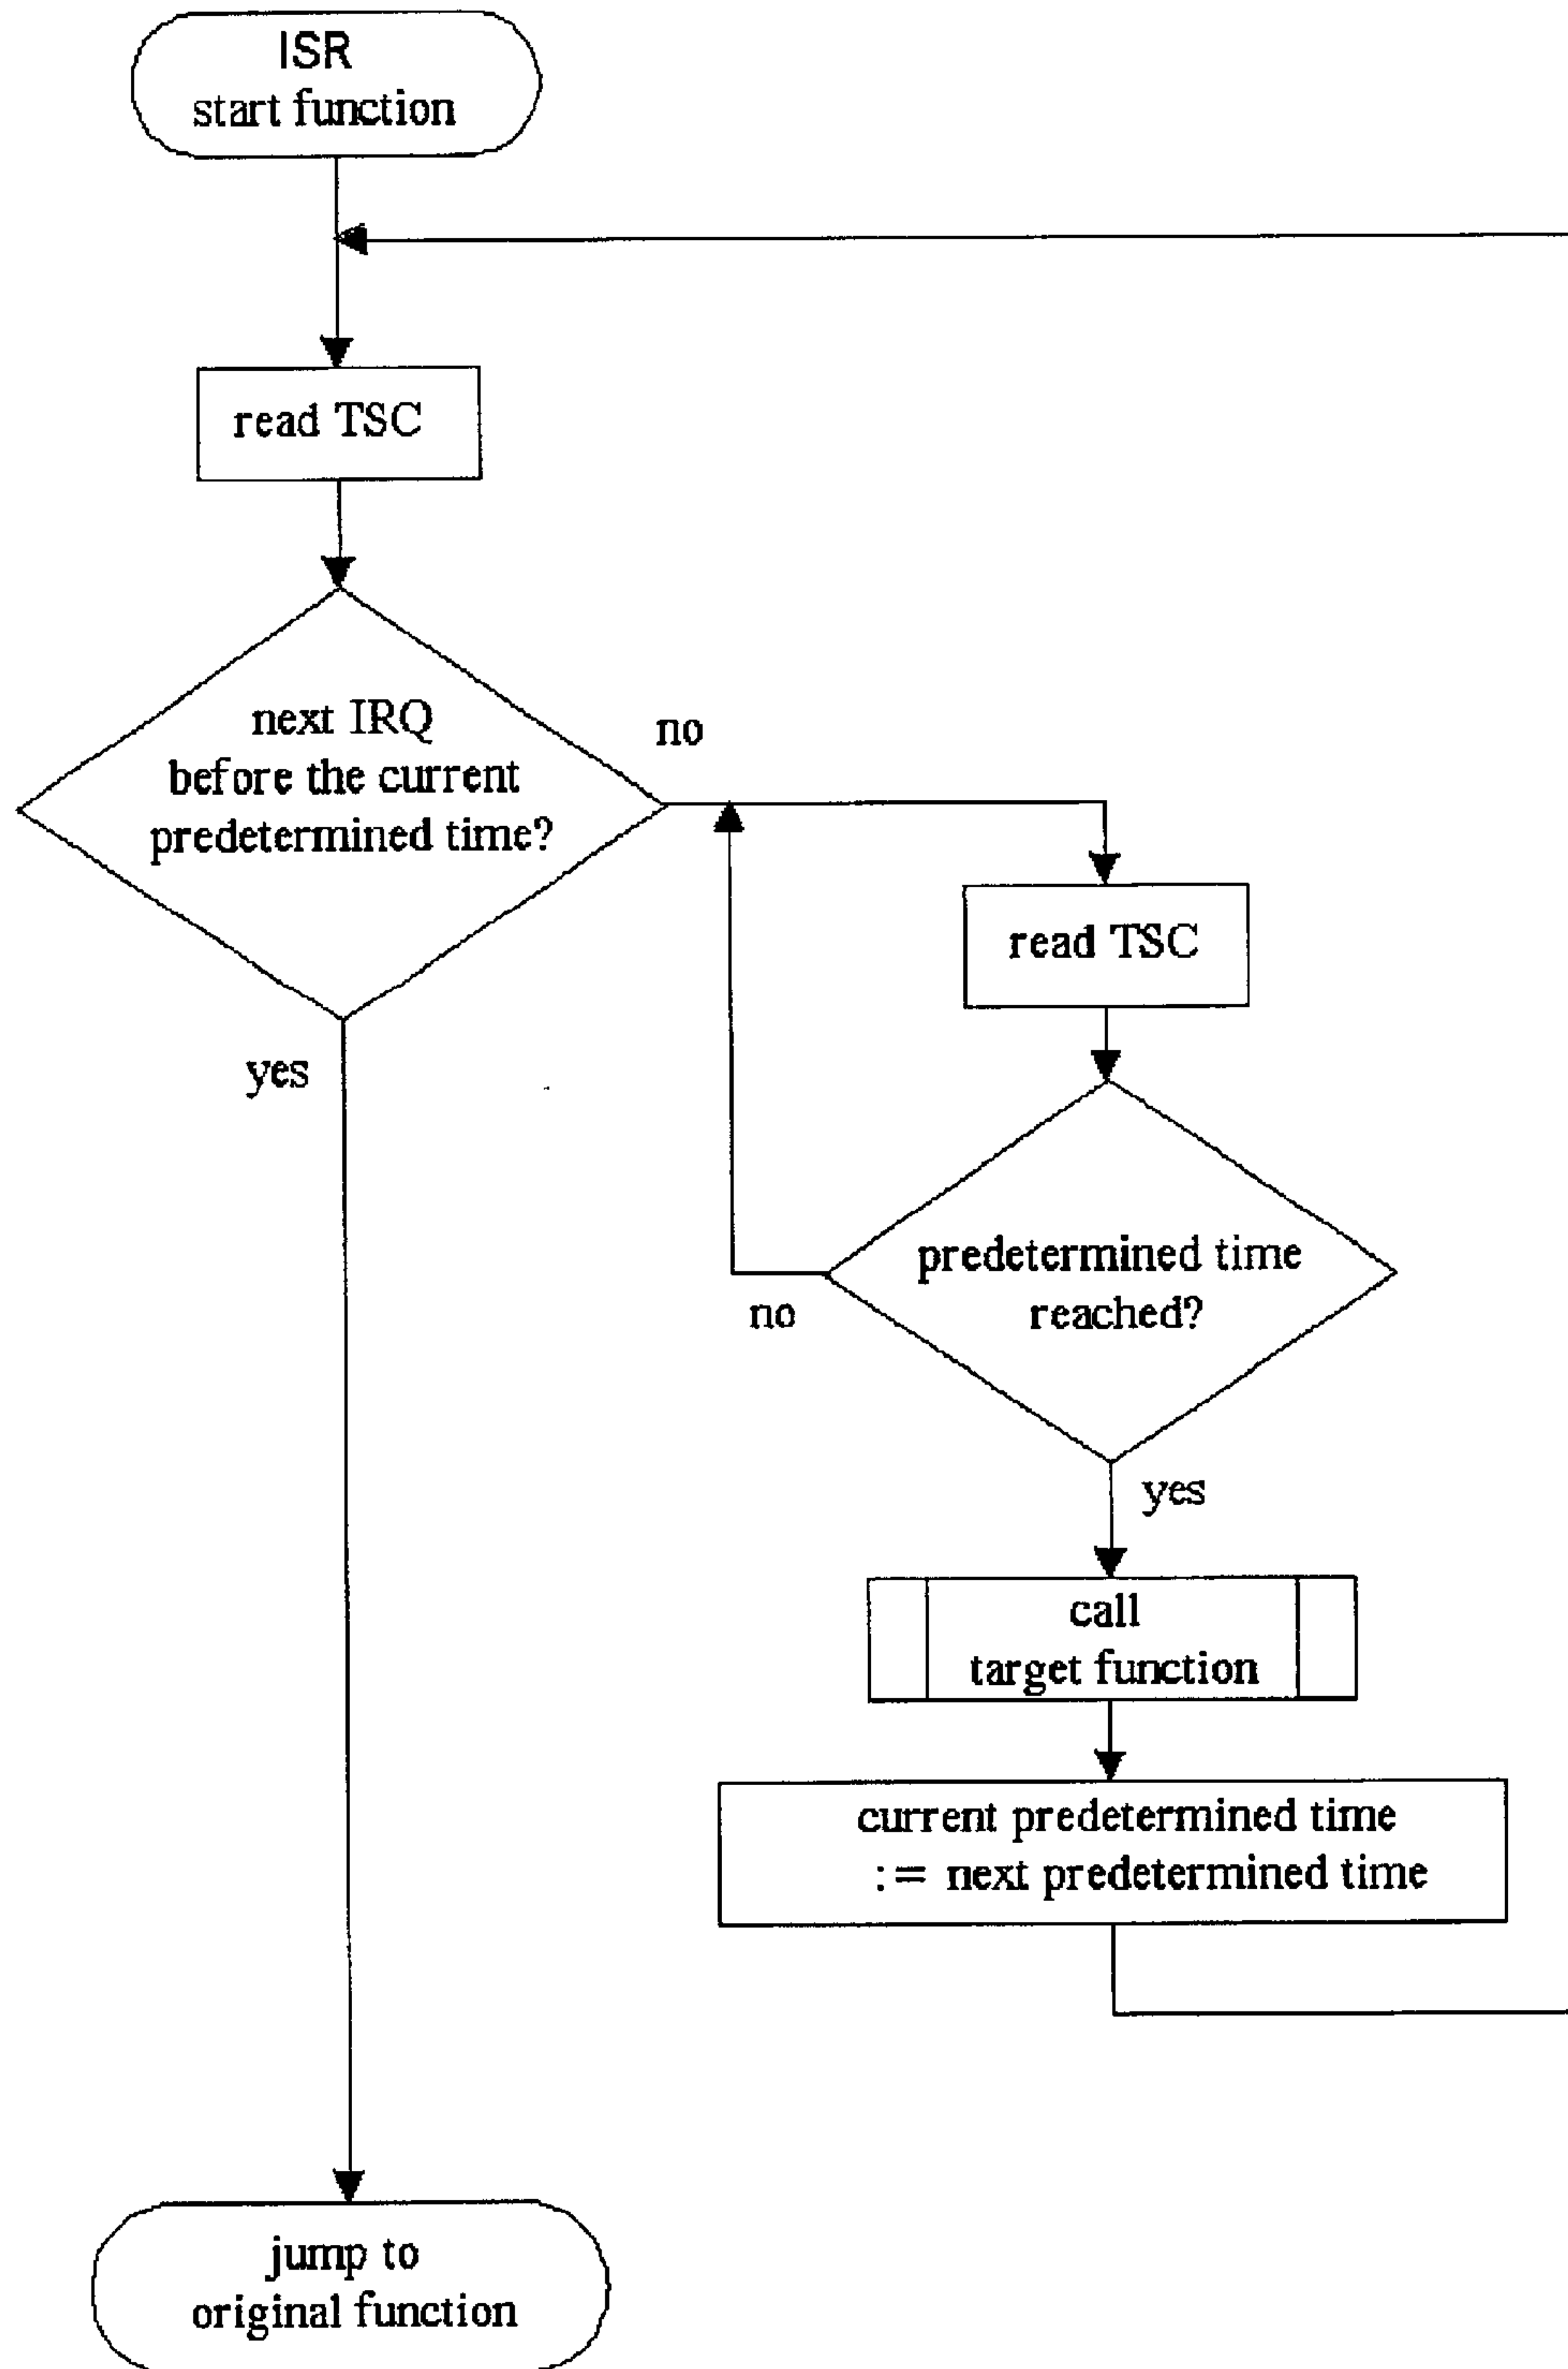 ISR
start function
read TSC
next IRQ
before the current
predetermined time?
no
yes
read TSC
predetermined time
reached?
no
yes
call
target function
current predetermined time
:= next predetermined time
jump to
original function